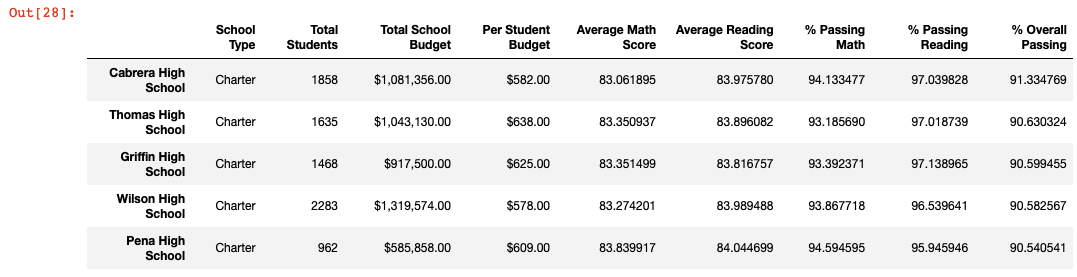 Out[28]:
School Type Total Students Total School Budget Per Student Budget Average Math Score Average Reading Score % Passing Math % Passing Reading % Overall Passing
Cabrera High School Charter 1858 $1,081,356.00 $582.00 83.061895 83.975780 94.133477 97.039828 91.334769
Thomas High School Charter 1635 $1,043,130.00 $638.00 83.350937 83.896082 93.185690 97.018739 90.630324
Griffin High School Charter 1468 $917,500.00 $625.00 83.351499 83.816757 93.392371 97.138965 90.599455
Wilson High School Charter 2283 $1,319,574.00 $578.00 83.274201 83.989488 93.867718 96.539641 90.582567
Pena High School Charter 962 $585,858.00 $609.00 83.839917 84.044699 94.594595 95.945946 90.540541